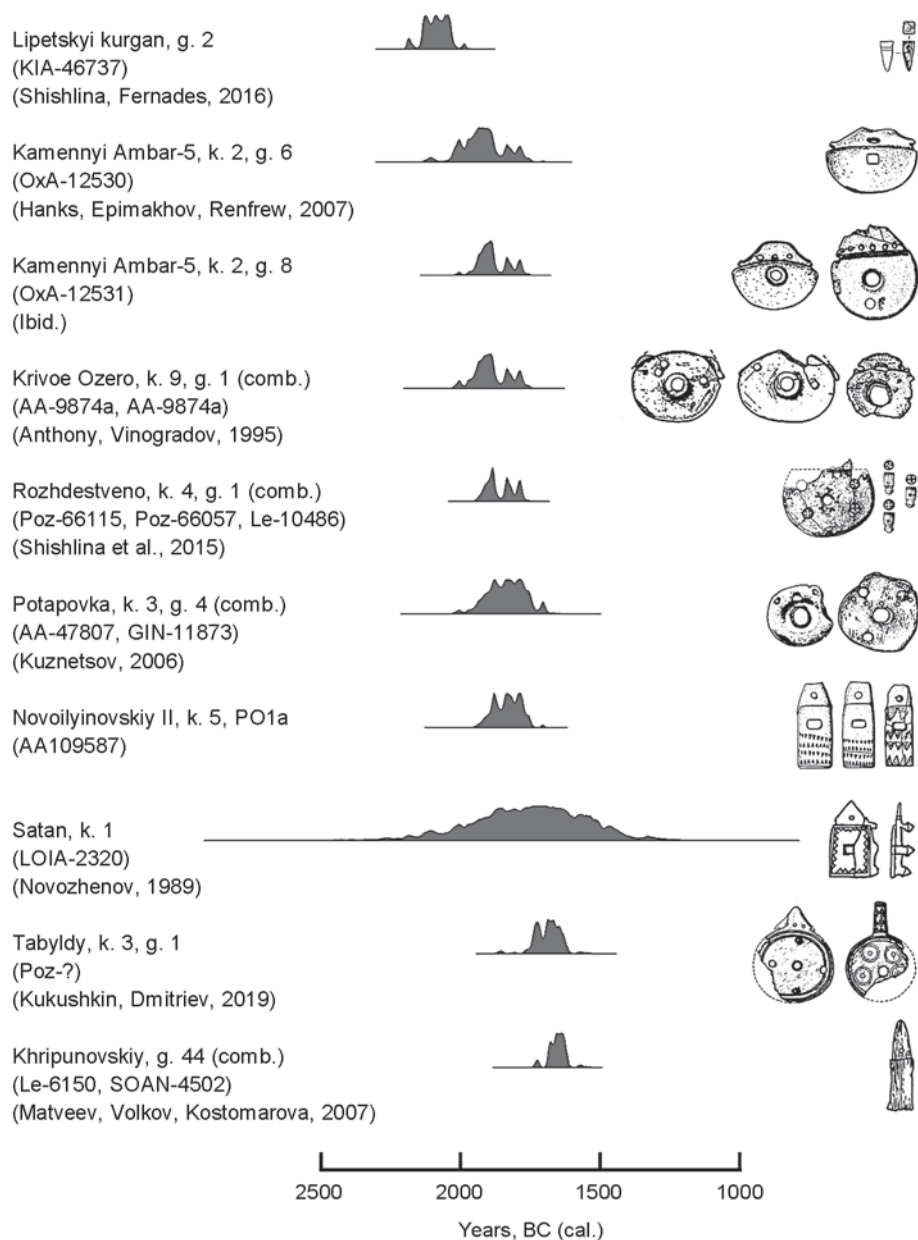 Lipetskyi kurgan, g. 2
(KIA-46737)
(Shishlina, Fernades, 2016)
Kamennyi Ambar-5, k. 2, g. 6
(OxA-12530)
(Hanks, Epimakhov, Renfrew, 2007)
Kamennyi Ambar-5, k. 2, g. 8
(OxA-12531)
(Ibid.)
Krivoe Ozero, k. 9, g. 1 (comb.)
(AA-9874a, AA-9874a)
(Anthony, Vinogradov, 1995)
Rozhdestveno, k. 4, g. 1 (comb.)
(Poz-66115, Poz-66057, Le-10486)
(Shishlina et al., 2015)
Potapovka, k. 3, g. 4 (comb.)
(AA-47807, GIN-11873)
(Kuznetsov, 2006)
Novoilyinovskiy II, k. 5, PO1a
(AA109587)
Satan, k. 1
(LOIA-2320)
(Novozhenov, 1989)
Tabyldy, k. 3, g. 1
(Poz-?)
(Kukushkin, Dmitriev, 2019)
Khripunovskiy, g. 44 (comb.)
(Le-6150, SOAN-4502)
(Matveev, Volkov, Kostomarova, 2007)
2500 2000 1500 1000
Years, BC (cal.)